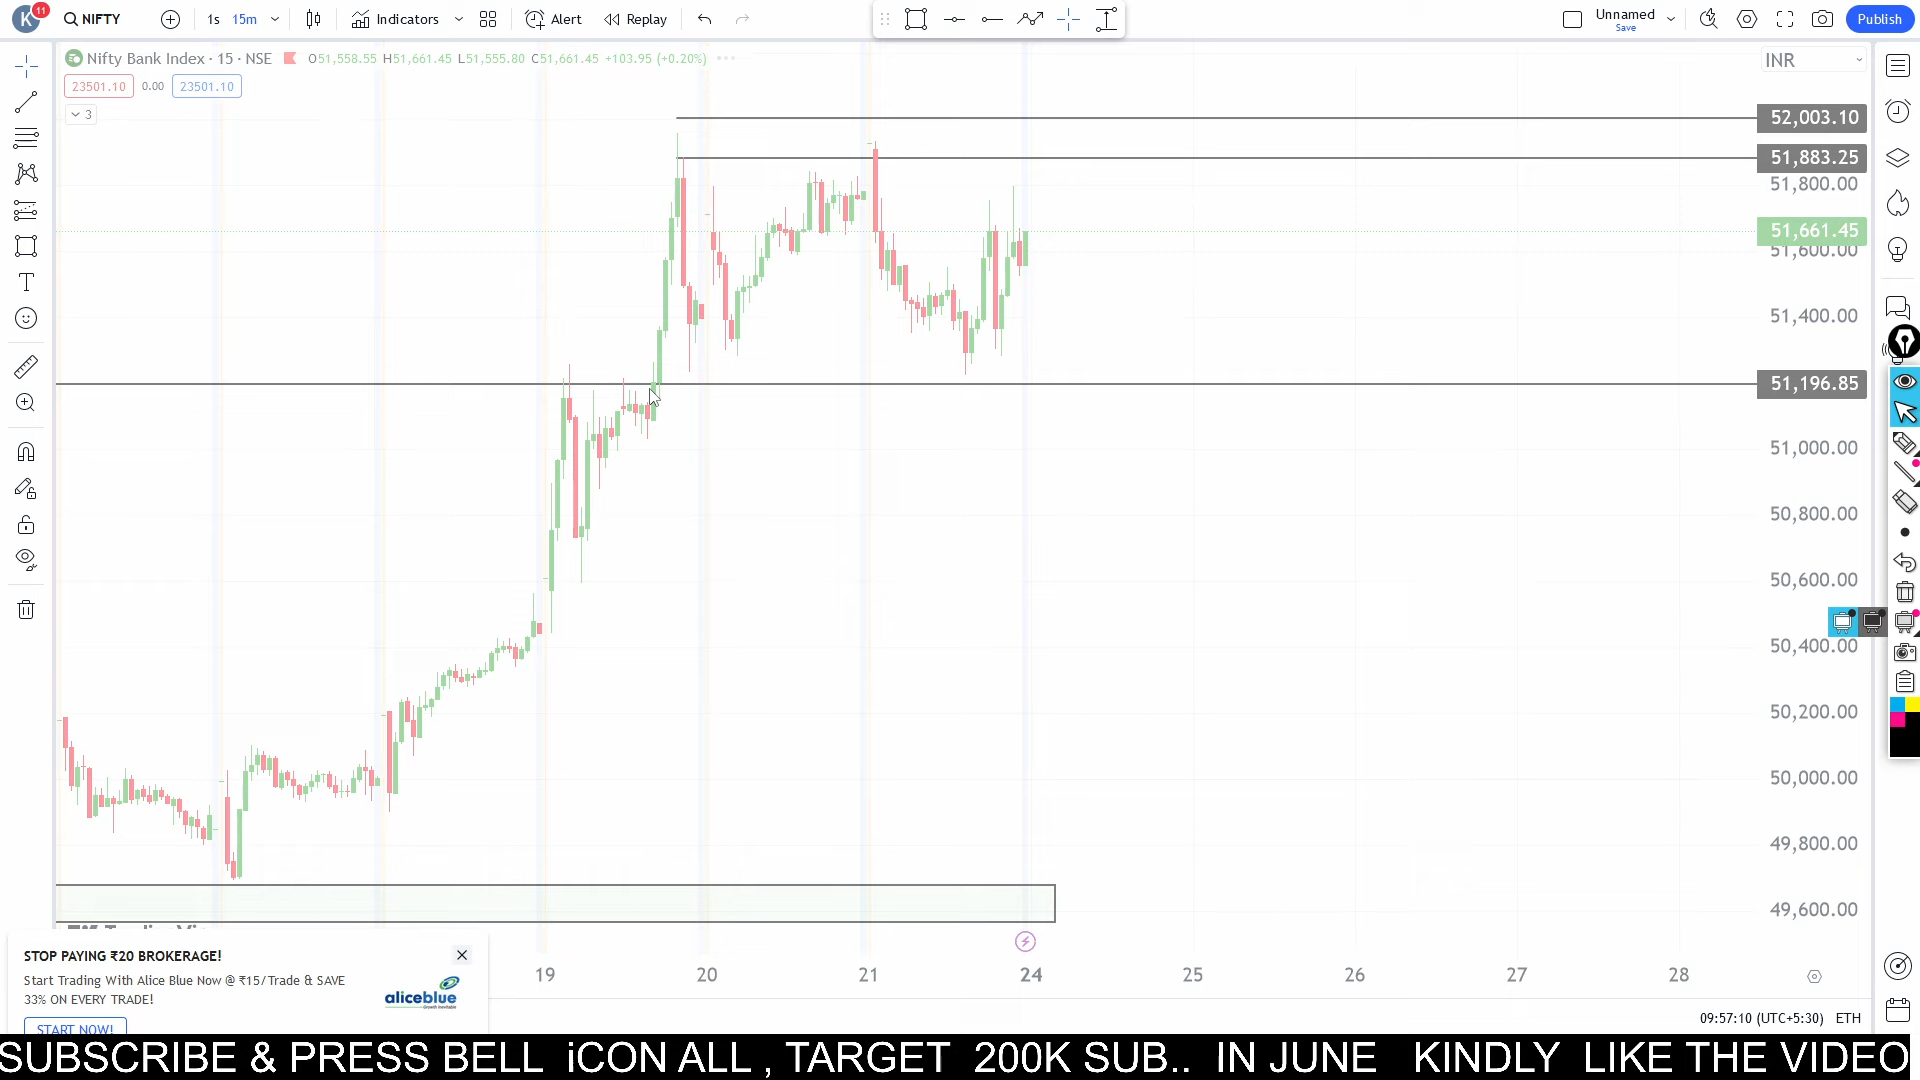 K 11 NIFTY 1s 15m Indicators Alert Replay Unnamed Save Publish
Nifty Bank Index · 15 · NSE O51,558.55 H51,661.45 L51,555.80 C51,661.45 +103.95 (+0.20%) INR
23501.10 0.00 23501.10
3
52,003.10
51,883.25
51,800.00
51,661.45
51,600.00
51,400.00
51,196.85
51,000.00
50,800.00
50,600.00
50,400.00
50,200.00
50,000.00
49,800.00
49,600.00
STOP PAYING ₹20 BROKERAGE!
Start Trading With Alice Blue Now @ ₹15/Trade & SAVE
33% ON EVERY TRADE!
aliceblue
START NOW!
19 20 21 24 25 26 27 28
09:57:10 (UTC+5:30) ETH
SUBSCRIBE & PRESS BELL iCON ALL , TARGET 200K SUB.. IN JUNE KINDLY LIKE THE VIDEO